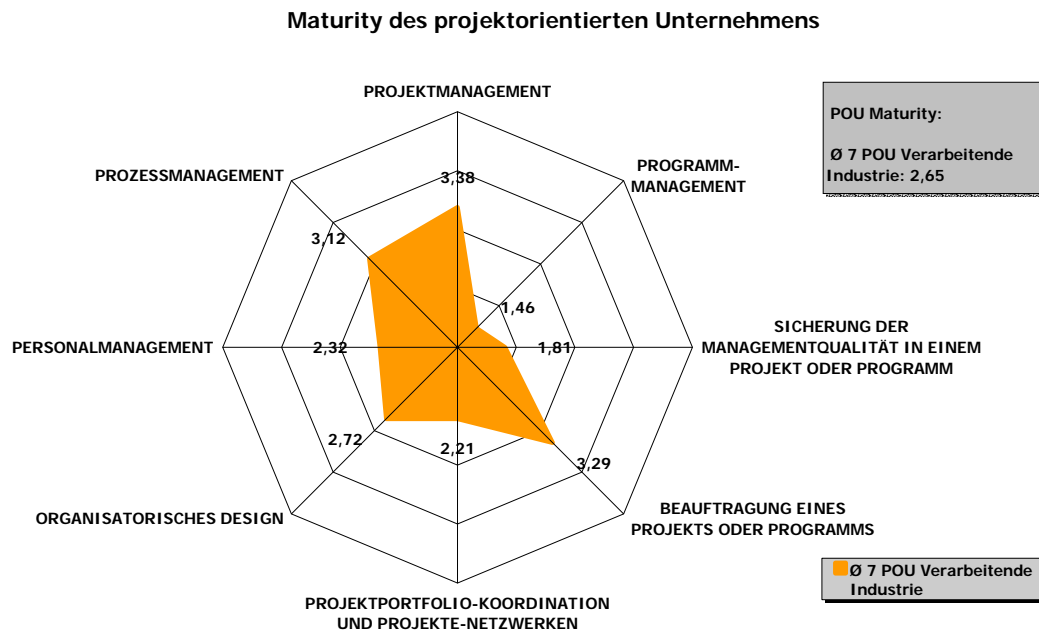 Maturity des projektorientierten Unternehmens
PROJEKTMANAGEMENT
POU Maturity:
Ø 7 POU Verarbeitende
Industrie: 2,65
PROGRAMM-
MANAGEMENT
PROZESSMANAGEMENT
3,38
3,12
1,46
SICHERUNG DER
MANAGEMENTQUALITÄT IN EINEM
PROJEKT ODER PROGRAMM
PERSONALMANAGEMENT
2,32
1,81
2,72
2,21
3,29
BEAUFTRAGUNG EINES
PROJEKTS ODER PROGRAMMS
ORGANISATORISCHES DESIGN
Ø 7 POU Verarbeitende
Industrie
PROJEKTPORTFOLIO-KOORDINATION
UND PROJEKTE-NETZWERKEN